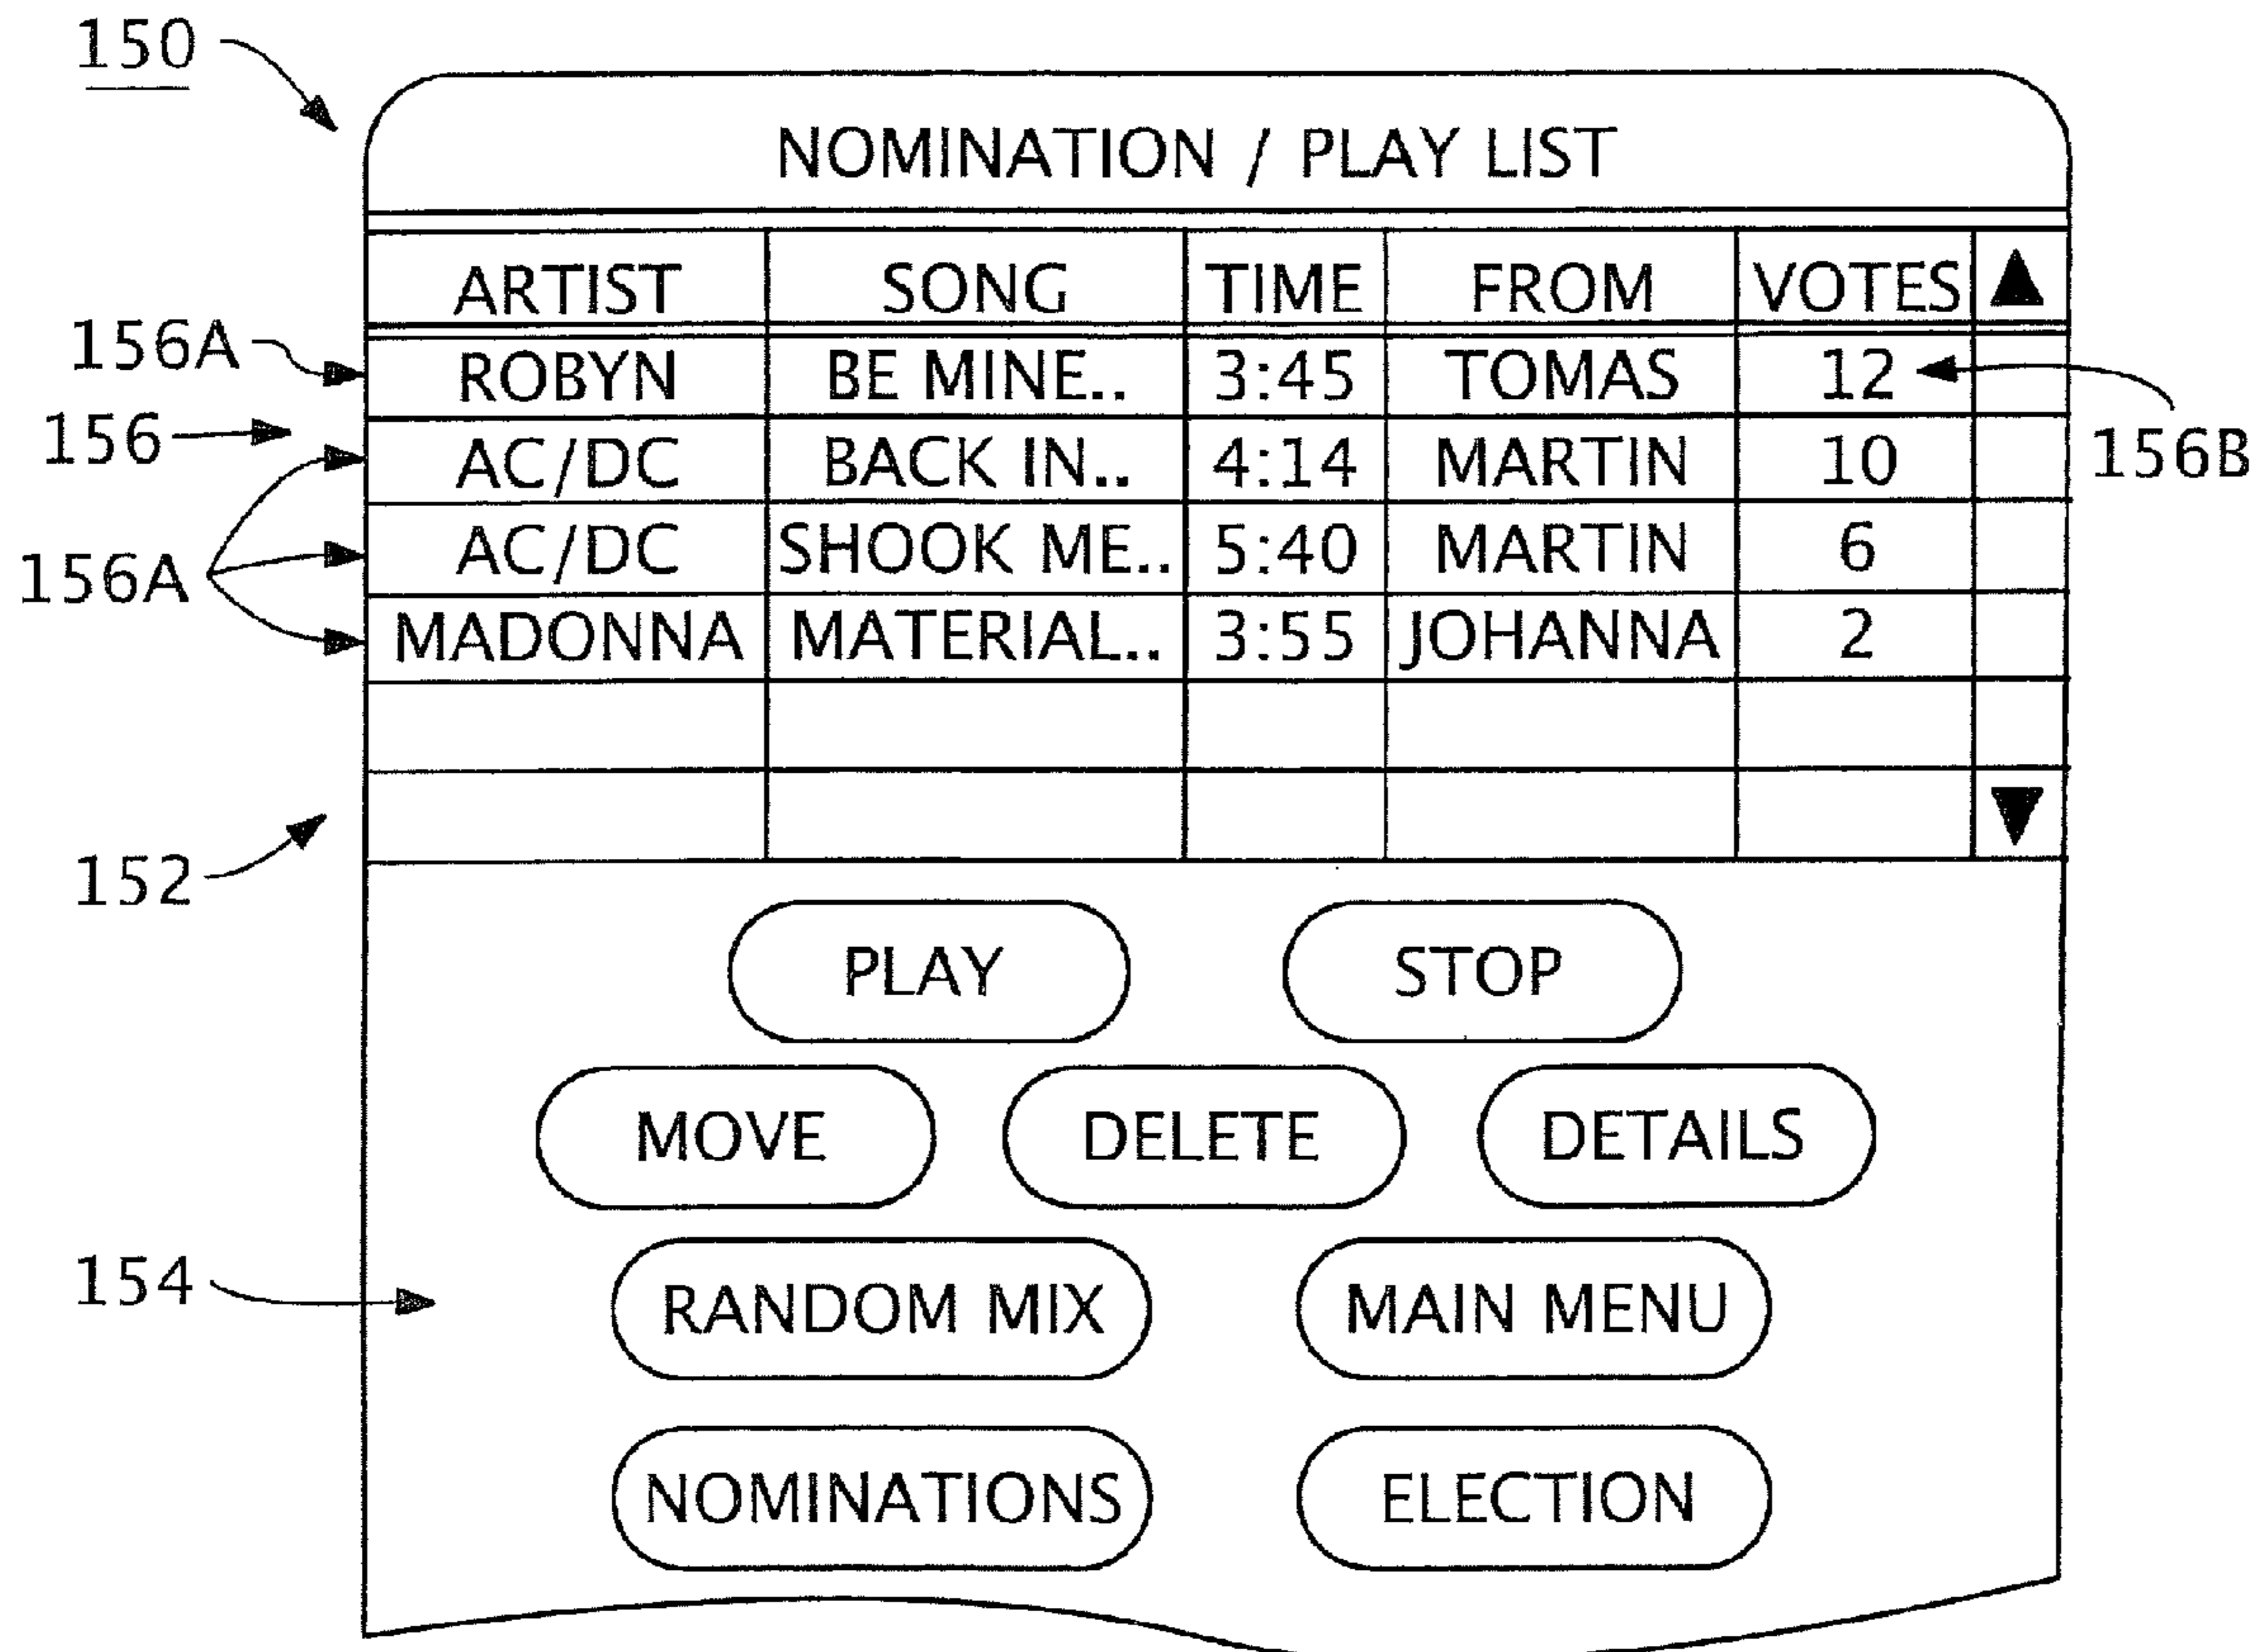 150
NOMINATION / PLAY LIST
ARTIST SONG TIME FROM VOTES ▲
156A ROBYN BE MINE.. 3:45 TOMAS 12
156 AC/DC BACK IN.. 4:14 MARTIN 10 156B
156A AC/DC SHOOK ME.. 5:40 MARTIN 6
MADONNA MATERIAL.. 3:55 JOHANNA 2
▼
152
PLAY STOP
MOVE DELETE DETAILS
154 RANDOM MIX MAIN MENU
NOMINATIONS ELECTION